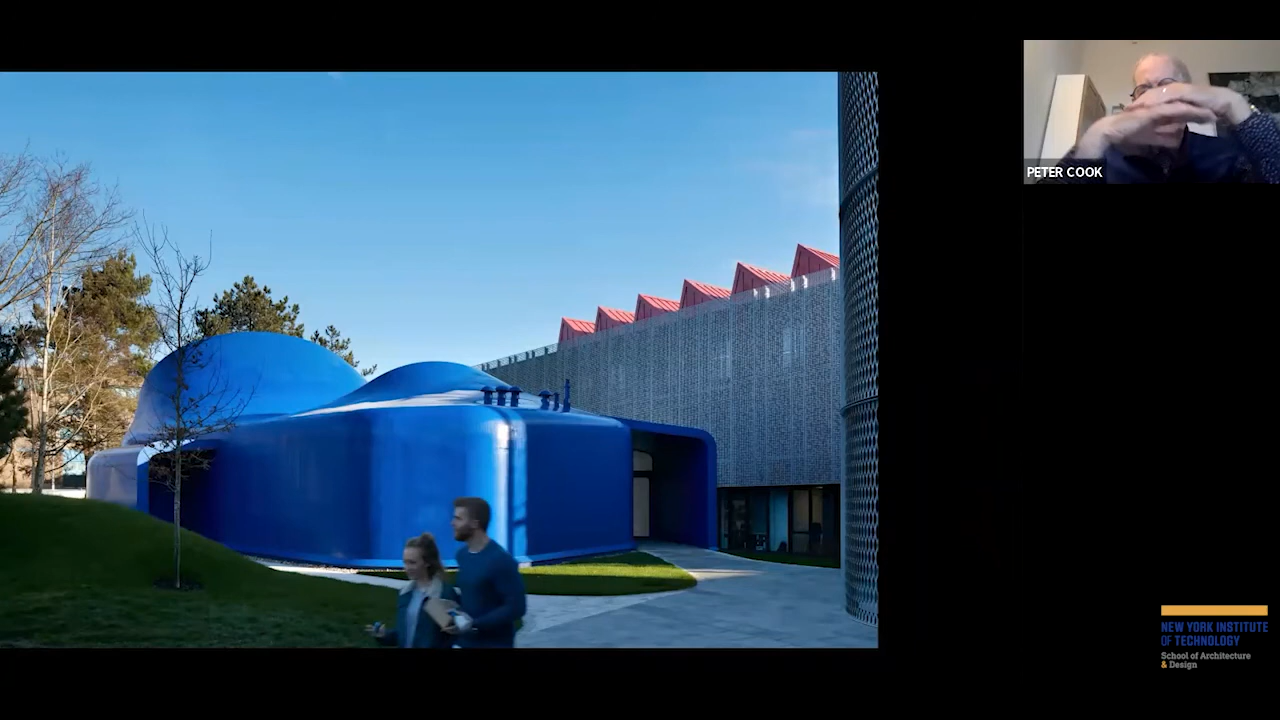 PETER COOK
NEW YORK INSTITUTE
OF TECHNOLOGY
School of Architecture
& Design